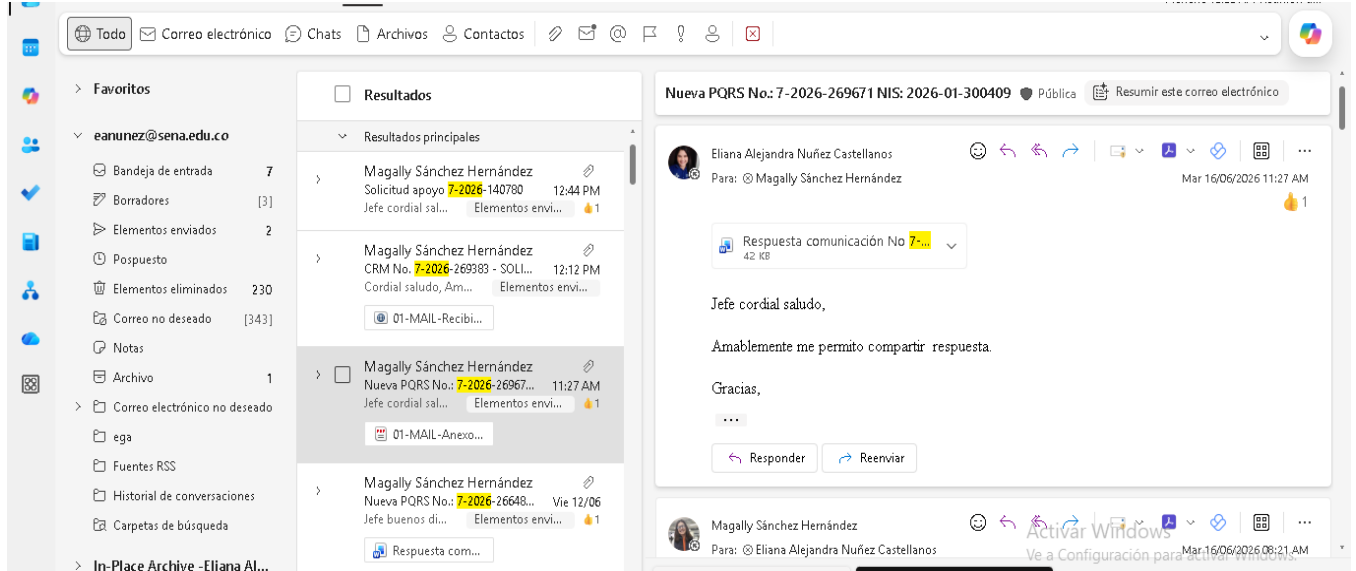 Todo
Correo electrónico
Chats
Archivos
Contactos
Favoritos
eanunez@sena.edu.co
Bandeja de entrada 7
Borradores [3]
Elementos enviados 2
Pospuesto
Elementos eliminados 230
Correo no deseado [343]
Notas
Archivo 1
Correo electrónico no deseado
ega
Fuentes RSS
Historial de conversaciones
Carpetas de búsqueda
In-Place Archive -Eliana Al...
Resultados
Resultados principales
Magally Sánchez Hernández
Solicitud apoyo 7-2026-140780 12:44 PM
Jefe cordial sal... Elementos envi... 👍1
Magally Sánchez Hernández
CRM No. 7-2026-269383 - SOLI... 12:12 PM
Cordial saludo, Am... Elementos envi...
01-MAIL-Recibi...
Magally Sánchez Hernández
Nueva PQRS No.: 7-2026-26967... 11:27 AM
Jefe cordial sal... Elementos envi... 👍1
01-MAIL-Anexo...
Magally Sánchez Hernández
Nueva PQRS No.: 7-2026-26648... Vie 12/06
Jefe buenos di... Elementos envi... 👍1
Respuesta com...
Nueva PQRS No.: 7-2026-269671 NIS: 2026-01-300409 Pública Resumir este correo electrónico
Eliana Alejandra Nuñez Castellanos
Para: Magally Sánchez Hernández
Mar 16/06/2026 11:27 AM
👍 1
Respuesta comunicación No 7-...
42 KB
Jefe cordial saludo,
Amablemente me permito compartir respuesta.
Gracias,
...
Responder
Reenviar
Magally Sánchez Hernández
Para: Eliana Alejandra Nuñez Castellanos
Mar 16/06/2026 08:21 AM
Activar Windows
Ve a Configuración para activar Windows.